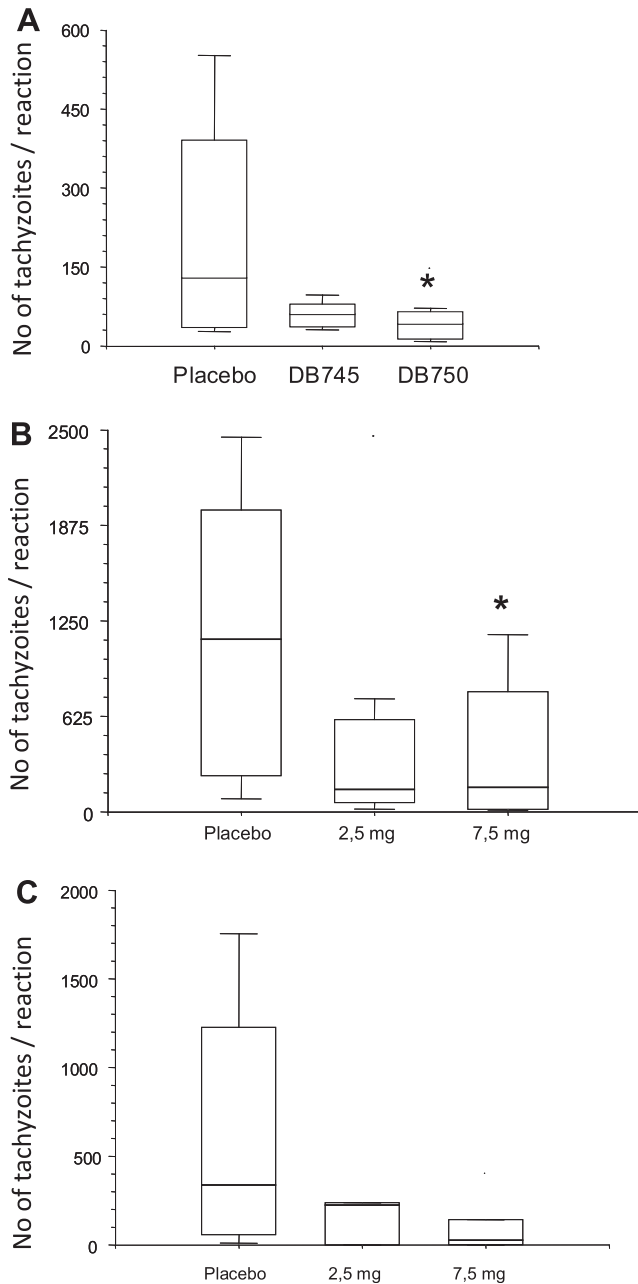 A
No of tachyzoites / reaction
600
450
300
150
0
*
Placebo DB745 DB750
B
No of tachyzoites / reaction
2500
1875
1250
625
0
*
Placebo 2,5 mg 7,5 mg
C
No of tachyzoites / reaction
2000
1500
1000
500
0
Placebo 2,5 mg 7,5 mg